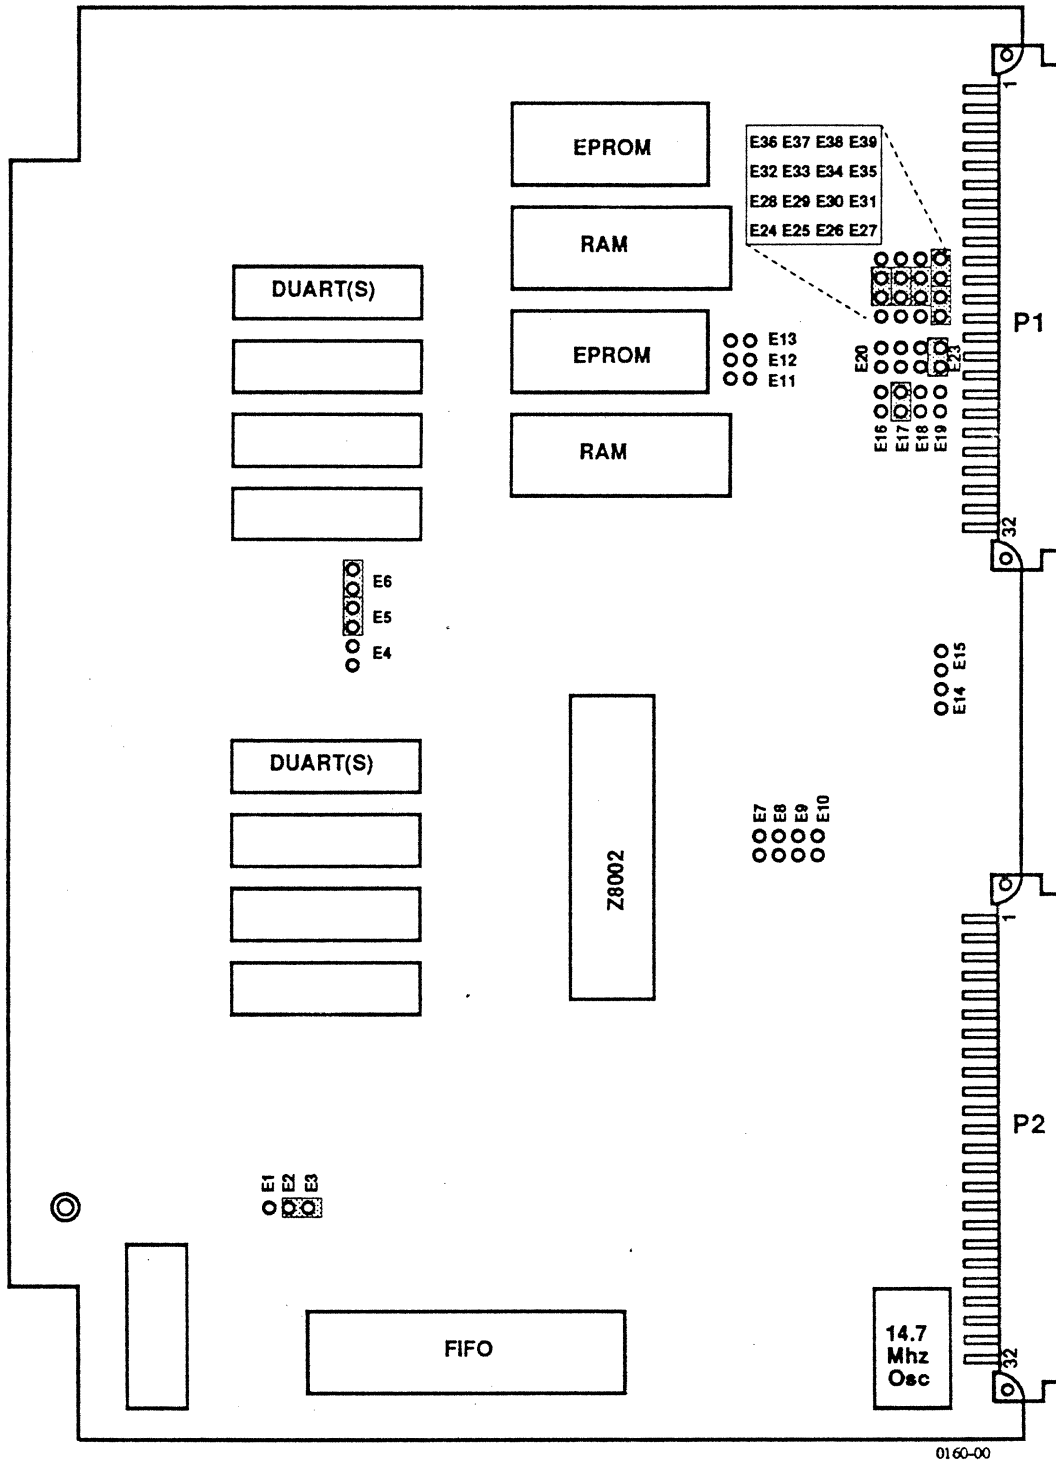 1
EPROM
E36 E37 E38 E39
E32 E33 E34 E35
E28 E29 E30 E31
E24 E25 E26 E27
RAM
DUART(S)
P1
EPROM
E13
E12
E11
E20
E23
E16
E17
E18
E19
RAM
32
E6
E5
E4
E15
E14
DUART(S)
E7
E8
E9
E10
Z8002
1
P2
E1
E2
E3
FIFO
14.7
Mhz
Osc
32
0160-00